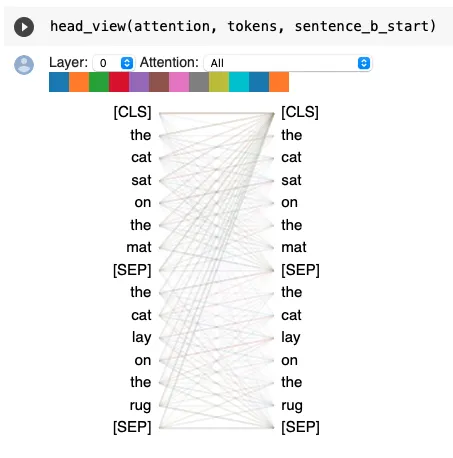 head_view(attention, tokens, sentence_b_start)
Layer: 0 Attention: All
[CLS] [CLS]
the the
cat cat
sat sat
on on
the the
mat mat
[SEP] [SEP]
the the
cat cat
lay lay
on on
the the
rug rug
[SEP] [SEP]